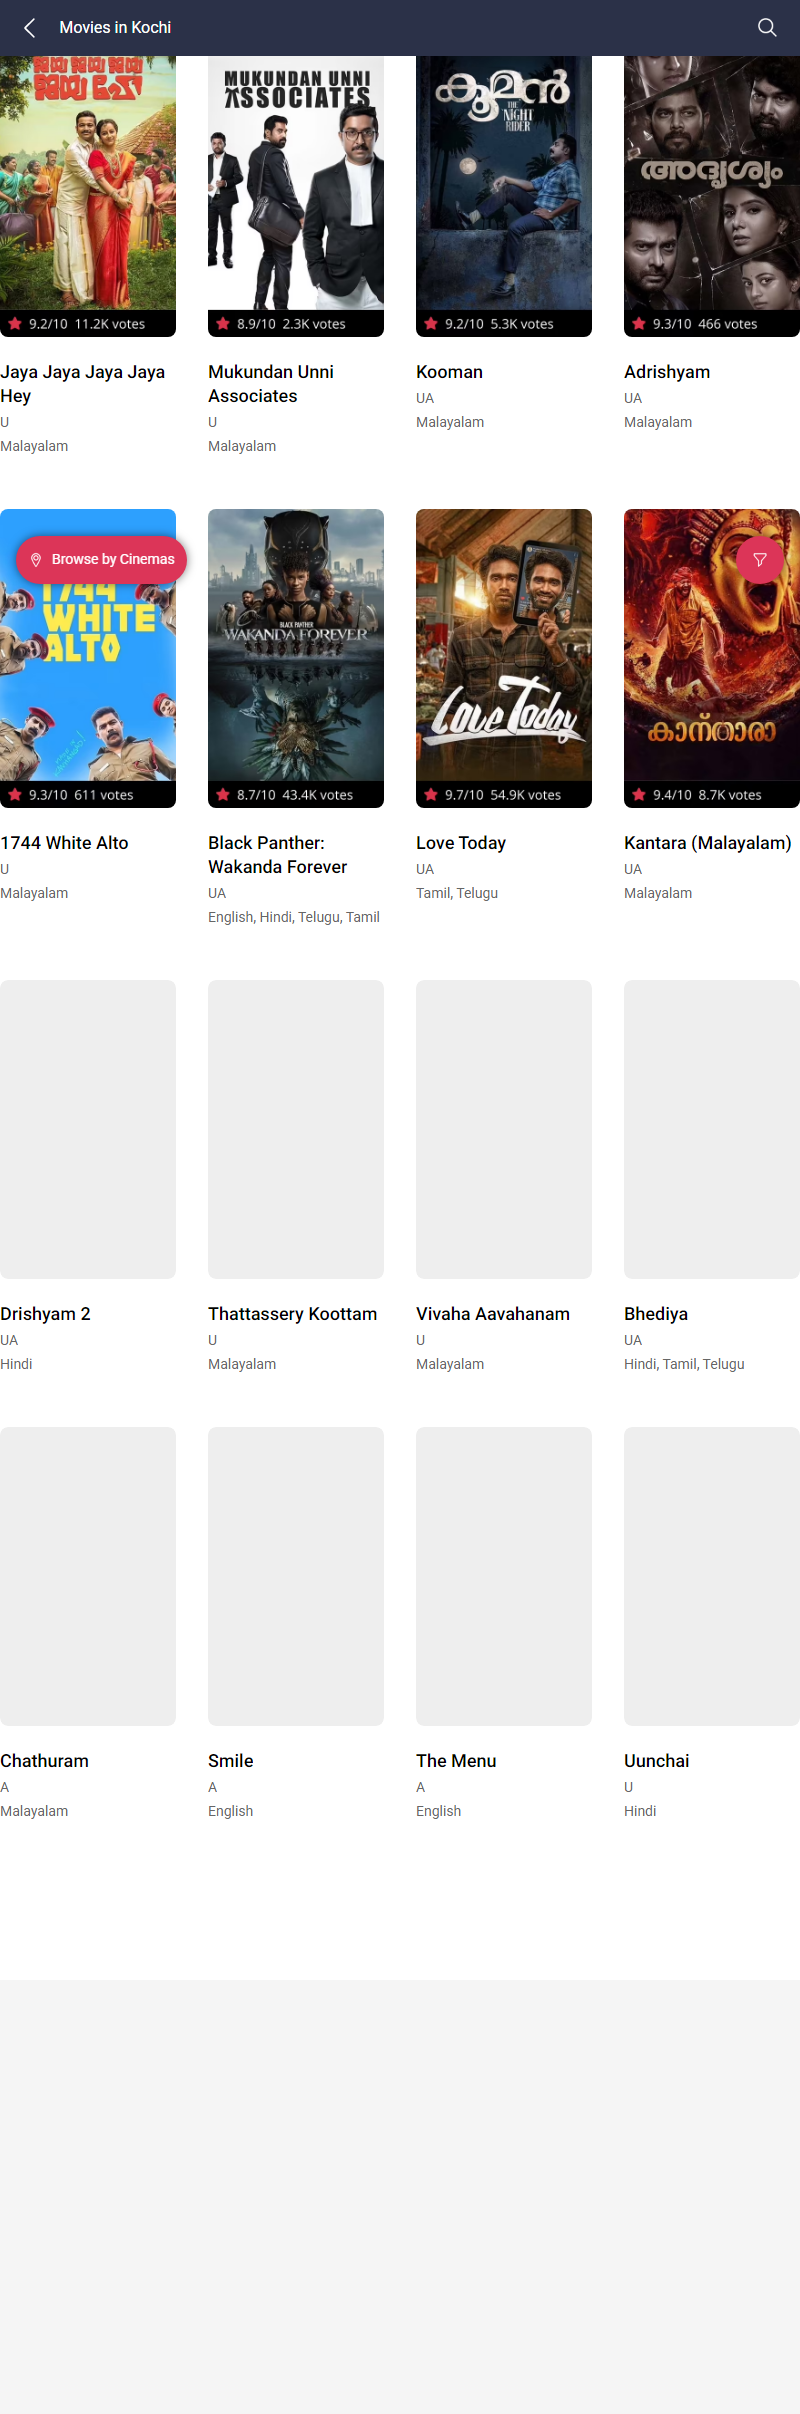 Movies in Kochi
ജയ ജയ ജയ ജയ
ജയ ഹേ
MUKUNDAN UNNI
ASSOCIATES
കൂമൻ
THE
NIGHT
RIDER
അദൃശ്യം
9.2/10 11.2K votes
8.9/10 2.3K votes
9.2/10 5.3K votes
9.3/10 466 votes
Jaya Jaya Jaya Jaya
Hey
U
Malayalam
Mukundan Unni
Associates
U
Malayalam
Kooman
UA
Malayalam
Adrishyam
UA
Malayalam
Browse by Cinemas
1744
WHITE
ALTO
BLACK PANTHER
WAKANDA FOREVER
Love Today
കാന്താരാ
9.3/10 611 votes
8.7/10 43.4K votes
9.7/10 54.9K votes
9.4/10 8.7K votes
1744 White Alto
U
Malayalam
Black Panther:
Wakanda Forever
UA
English, Hindi, Telugu, Tamil
Love Today
UA
Tamil, Telugu
Kantara (Malayalam)
UA
Malayalam
Drishyam 2
UA
Hindi
Thattassery Koottam
U
Malayalam
Vivaha Aavahanam
U
Malayalam
Bhediya
UA
Hindi, Tamil, Telugu
Chathuram
A
Malayalam
Smile
A
English
The Menu
A
English
Uunchai
U
Hindi